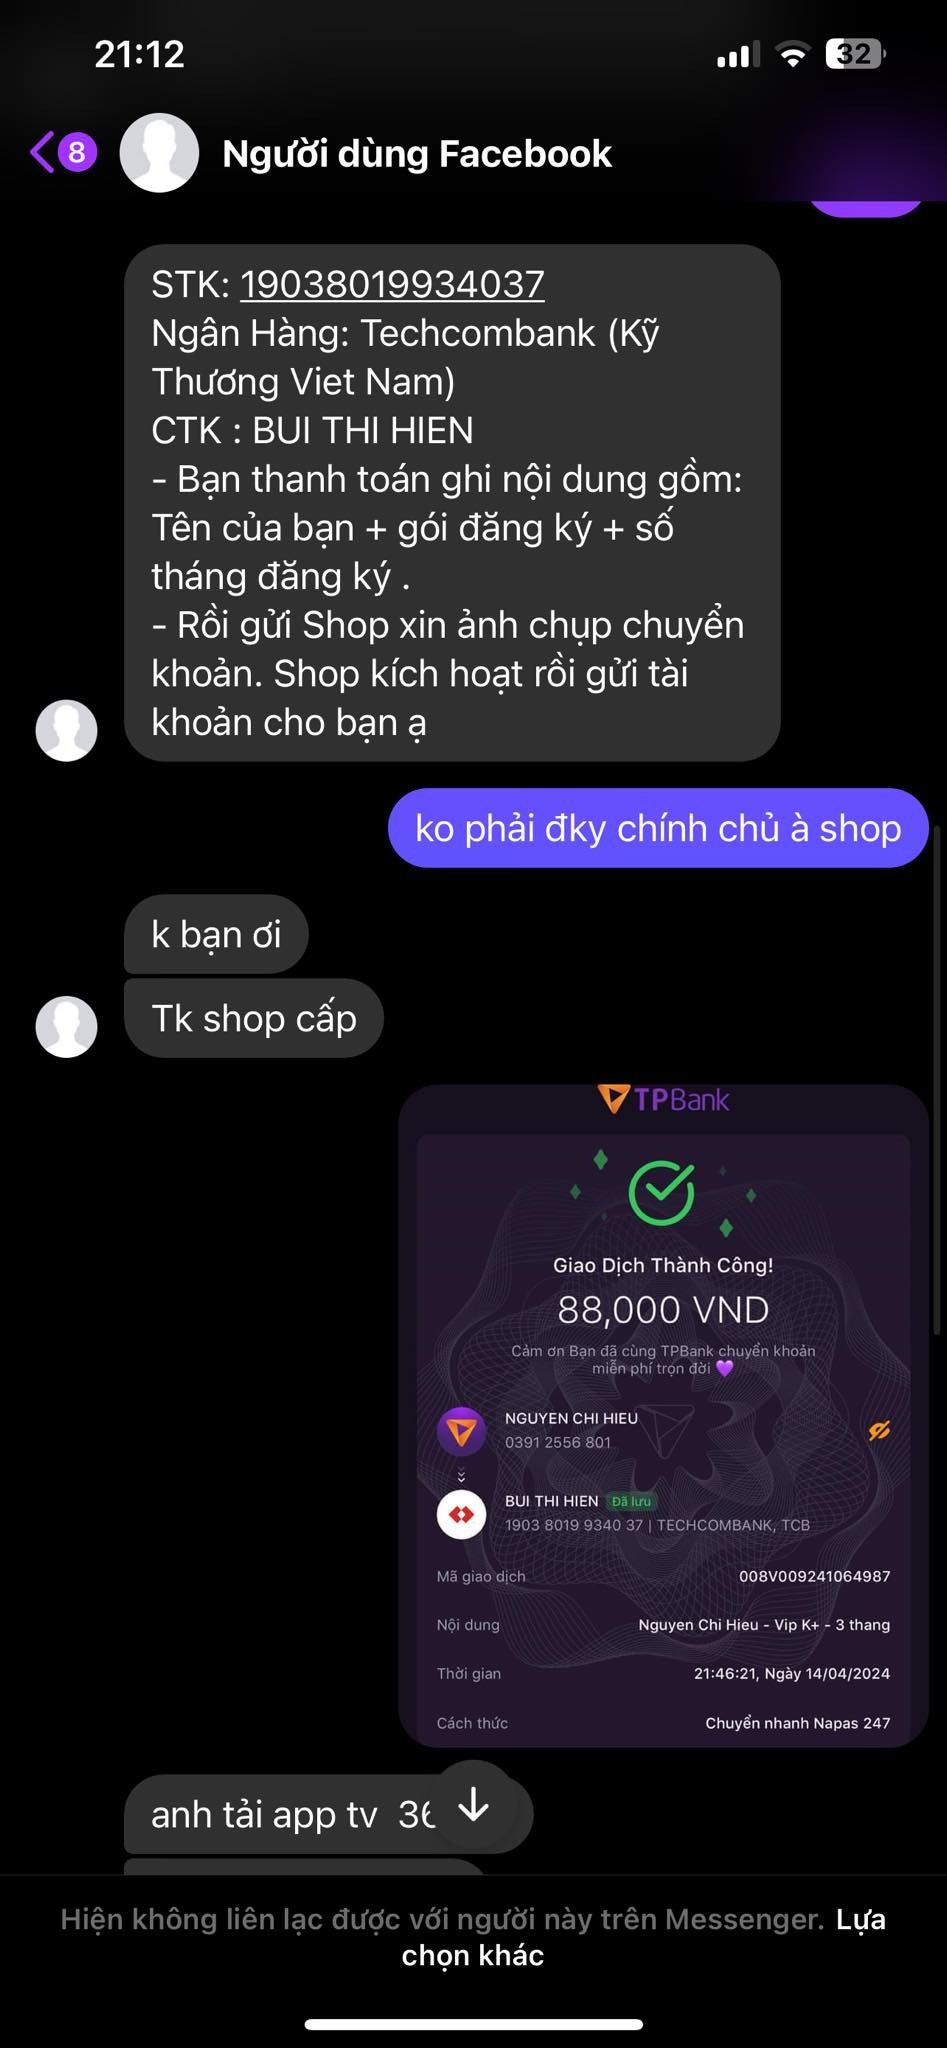 21:12
32
8
Người dùng Facebook
STK: 19038019934037
Ngân Hàng: Techcombank (Kỹ
Thương Viet Nam)
CTK : BUI THI HIEN
- Bạn thanh toán ghi nội dung gồm:
Tên của bạn + gói đăng ký + số
tháng đăng ký .
- Rồi gửi Shop xin ảnh chụp chuyển
khoản. Shop kích hoạt rồi gửi tài
khoản cho bạn ạ
ko phải đky chính chủ à shop
k bạn ơi
Tk shop cấp
TPBank
Giao Dịch Thành Công!
88,000 VND
Cảm ơn Bạn đã cùng TPBank chuyển khoản
miễn phí trọn đời 💜
NGUYEN CHI HIEU
0391 2556 801
BUI THI HIEN Đã lưu
1903 8019 9340 37 | TECHCOMBANK, TCB
Mã giao dịch 008V009241064987
Nội dung Nguyen Chi Hieu - Vip K+ - 3 thang
Thời gian 21:46:21, Ngày 14/04/2024
Cách thức Chuyển nhanh Napas 247
anh tải app tv
Hiện không liên lạc được với người này trên Messenger. Lựa
chọn khác